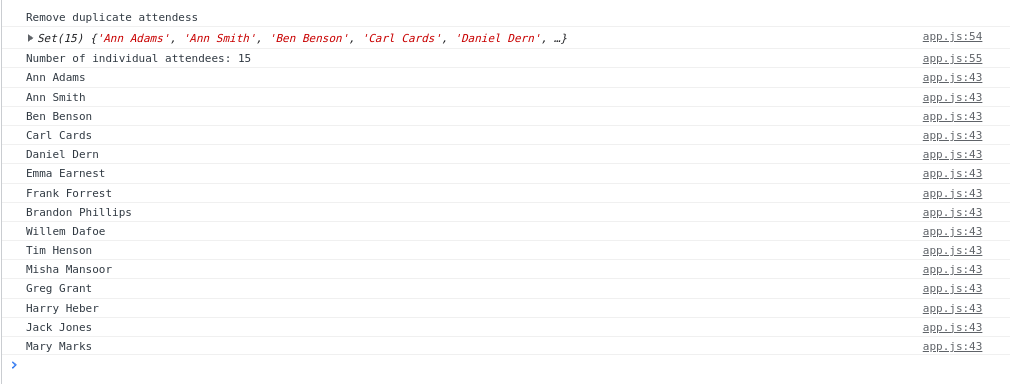 Remove duplicate attendess
Set(15) {'Ann Adams', 'Ann Smith', 'Ben Benson', 'Carl Cards', 'Daniel Dern', …} app.js:54
Number of individual attendees: 15 app.js:55
Ann Adams app.js:43
Ann Smith app.js:43
Ben Benson app.js:43
Carl Cards app.js:43
Daniel Dern app.js:43
Emma Earnest app.js:43
Frank Forrest app.js:43
Brandon Phillips app.js:43
Willem Dafoe app.js:43
Tim Henson app.js:43
Misha Mansoor app.js:43
Greg Grant app.js:43
Harry Heber app.js:43
Jack Jones app.js:43
Mary Marks app.js:43